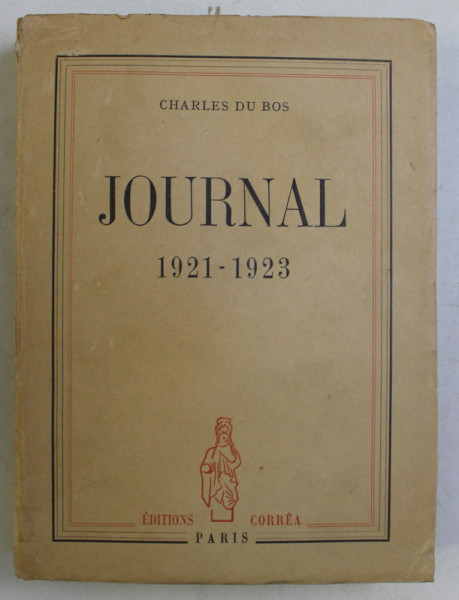 CHARLES DU BOS
JOURNAL
1921-1923
ÉDITIONS CORRÊA
PARIS